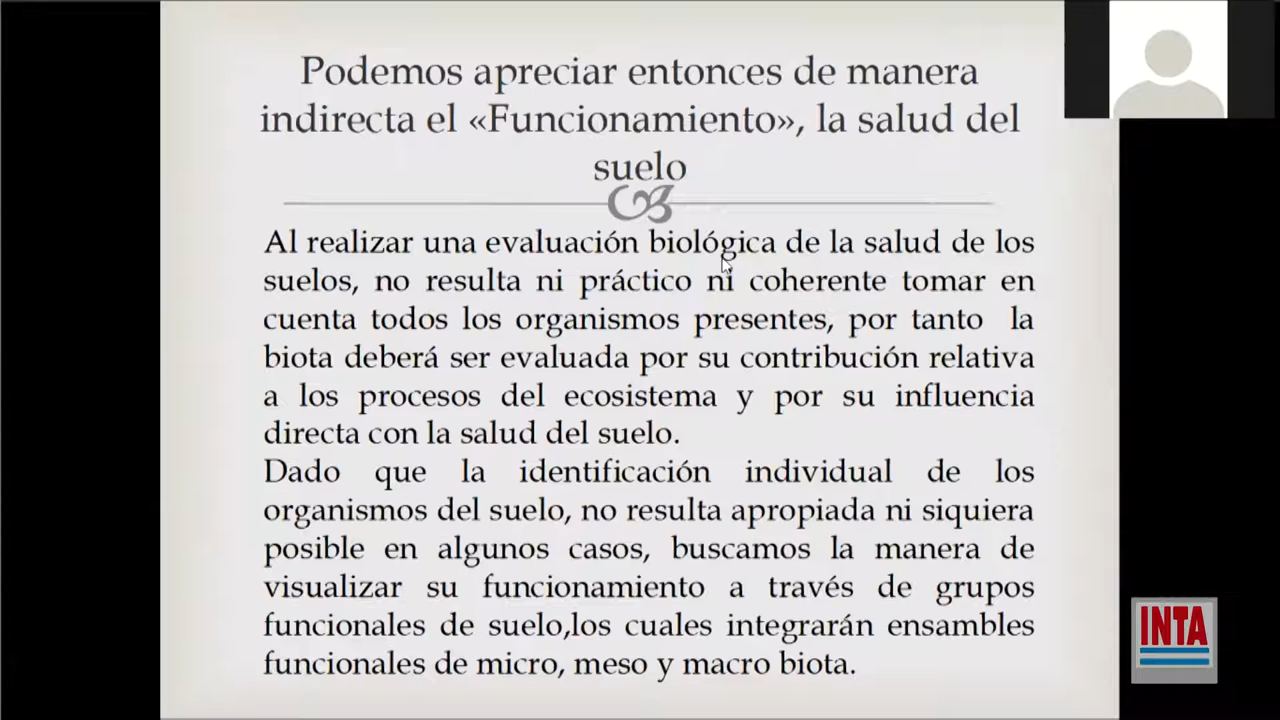 Podemos apreciar entonces de manera
indirecta el «Funcionamiento», la salud del
suelo
Al realizar una evaluación biológica de la salud de los
suelos, no resulta ni práctico ni coherente tomar en
cuenta todos los organismos presentes, por tanto la
biota deberá ser evaluada por su contribución relativa
a los procesos del ecosistema y por su influencia
directa con la salud del suelo.
Dado que la identificación individual de los
organismos del suelo, no resulta apropiada ni siquiera
posible en algunos casos, buscamos la manera de
visualizar su funcionamiento a través de grupos
funcionales de suelo,los cuales integrarán ensambles
funcionales de micro, meso y macro biota.
INTA